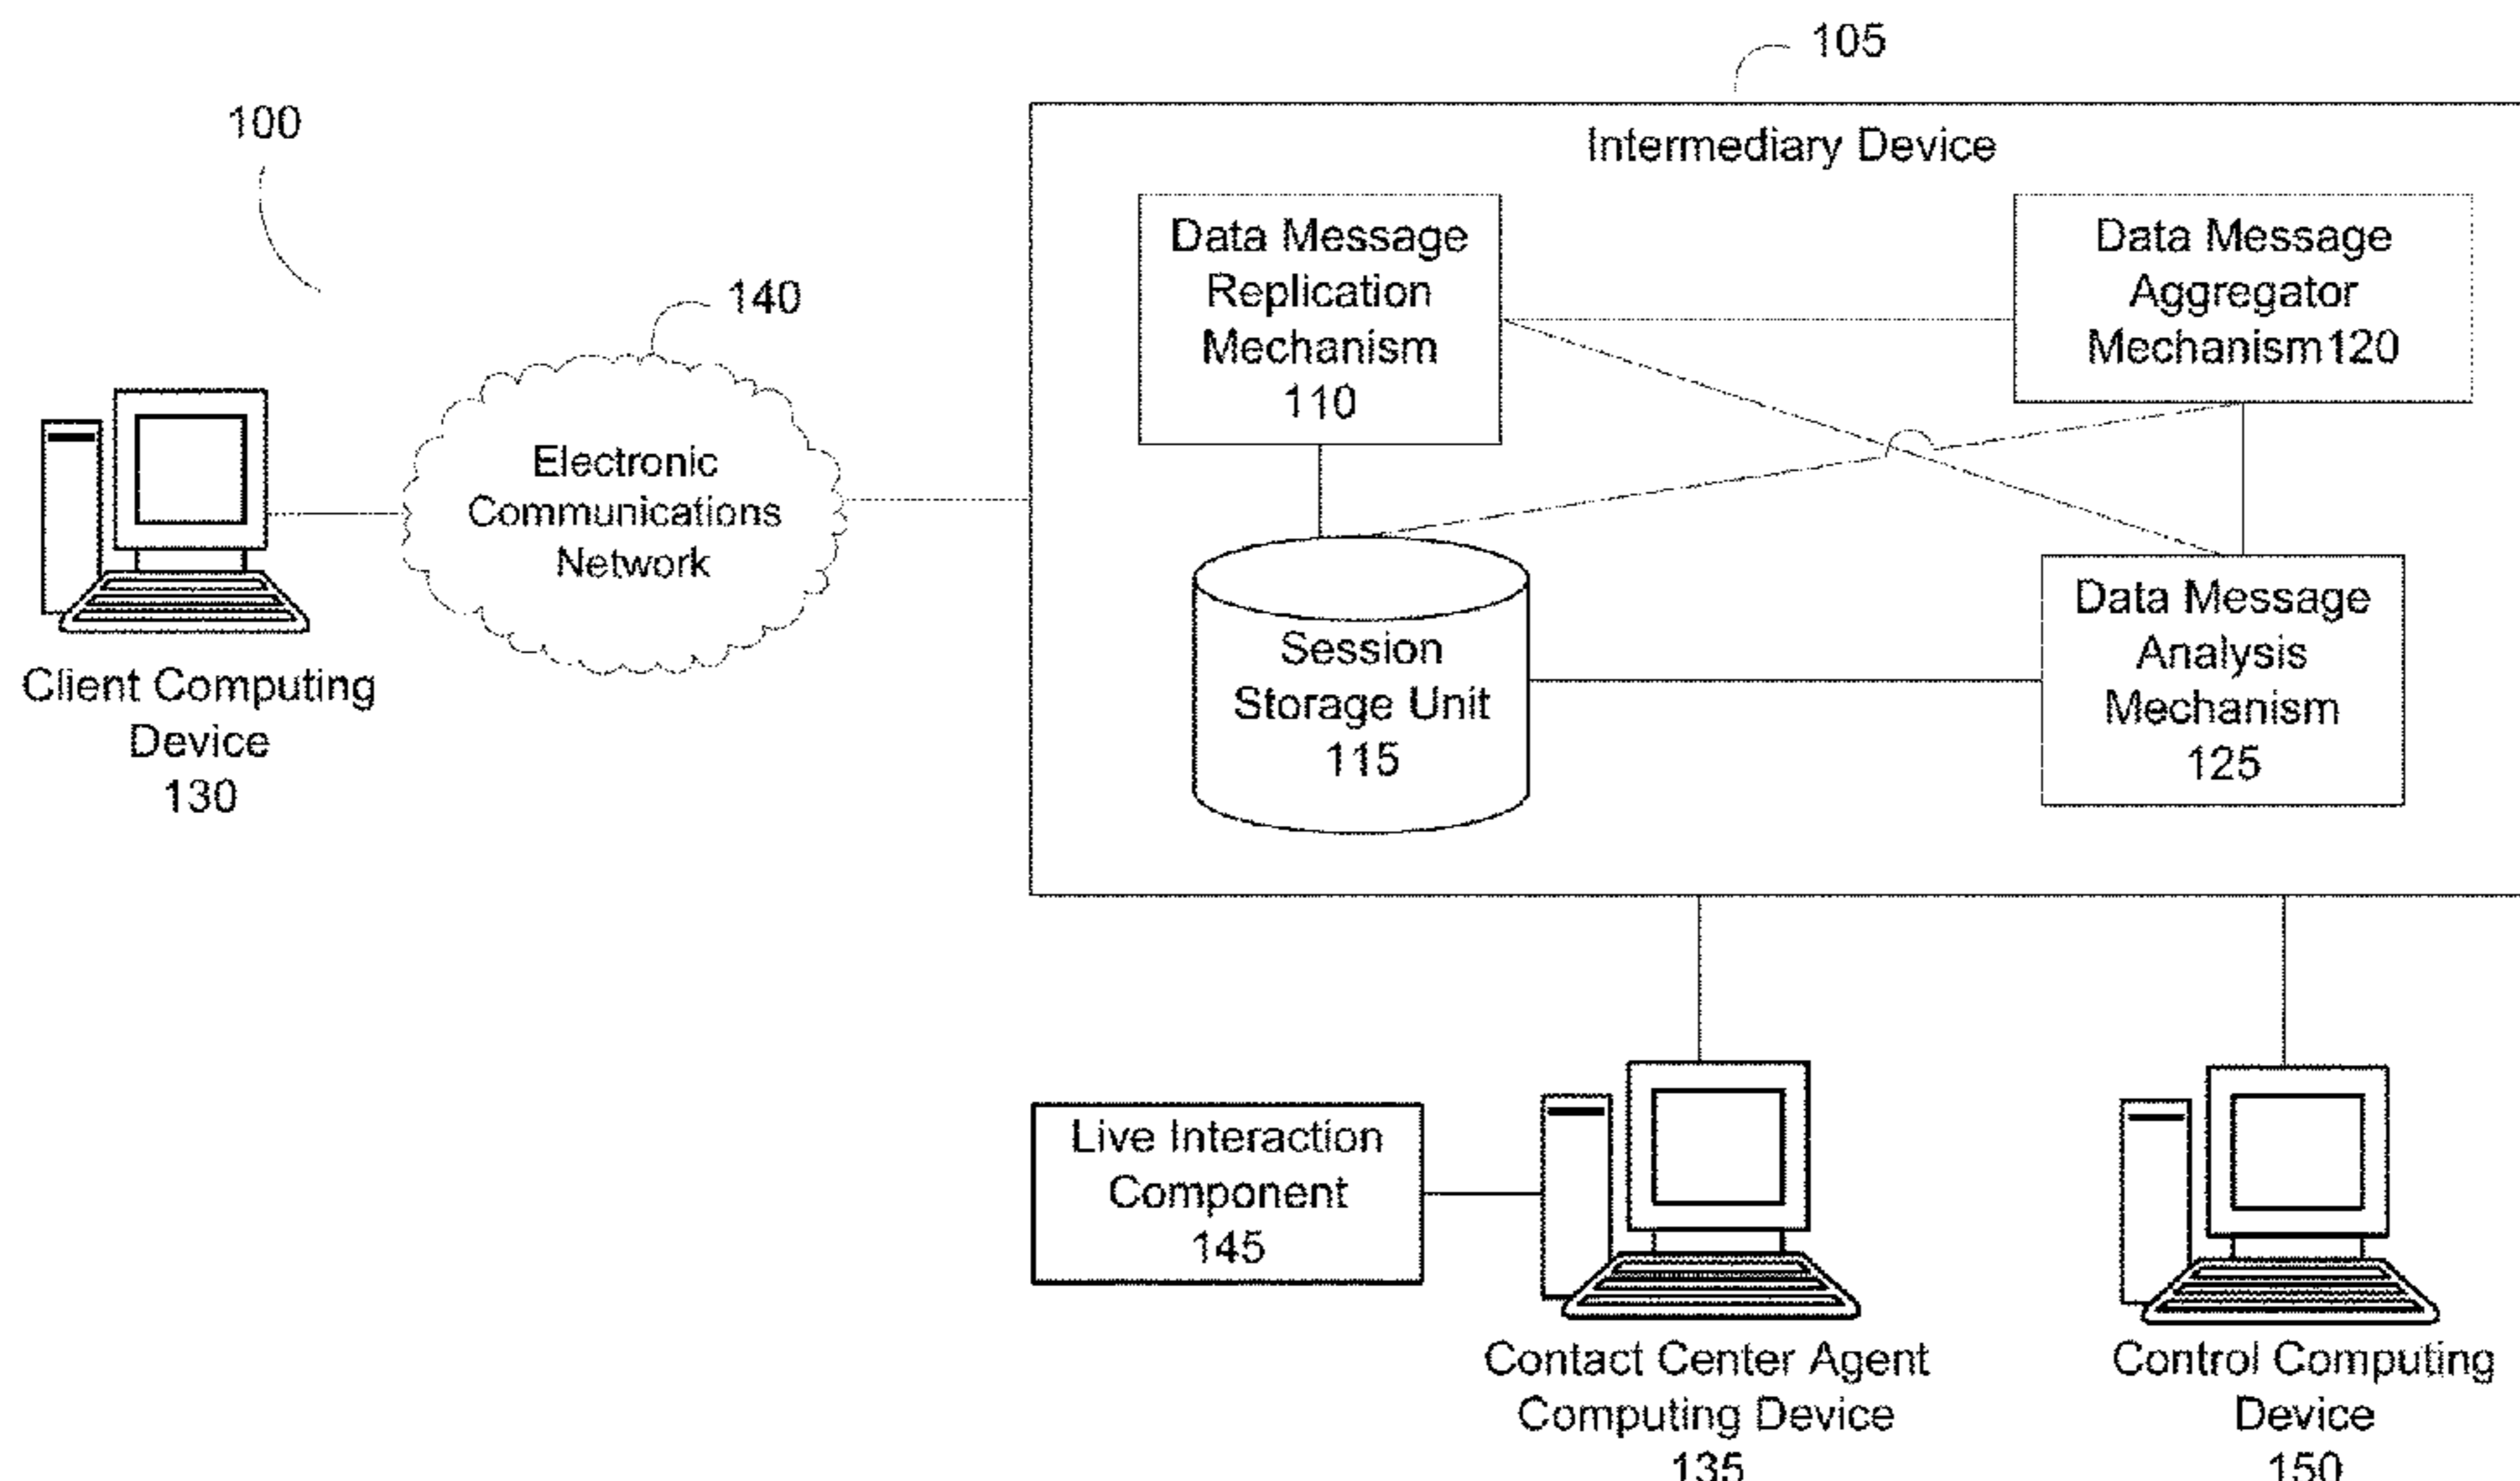 100
105
Intermediary Device
Data Message
Replication
Mechanism
110
Data Message
Aggregator
Mechanism120
140
Electronic
Communications
Network
Client Computing
Device
130
Session
Storage Unit
115
Data Message
Analysis
Mechanism
125
Live Interaction
Component
145
Contact Center Agent
Computing Device
135
Control Computing
Device
150